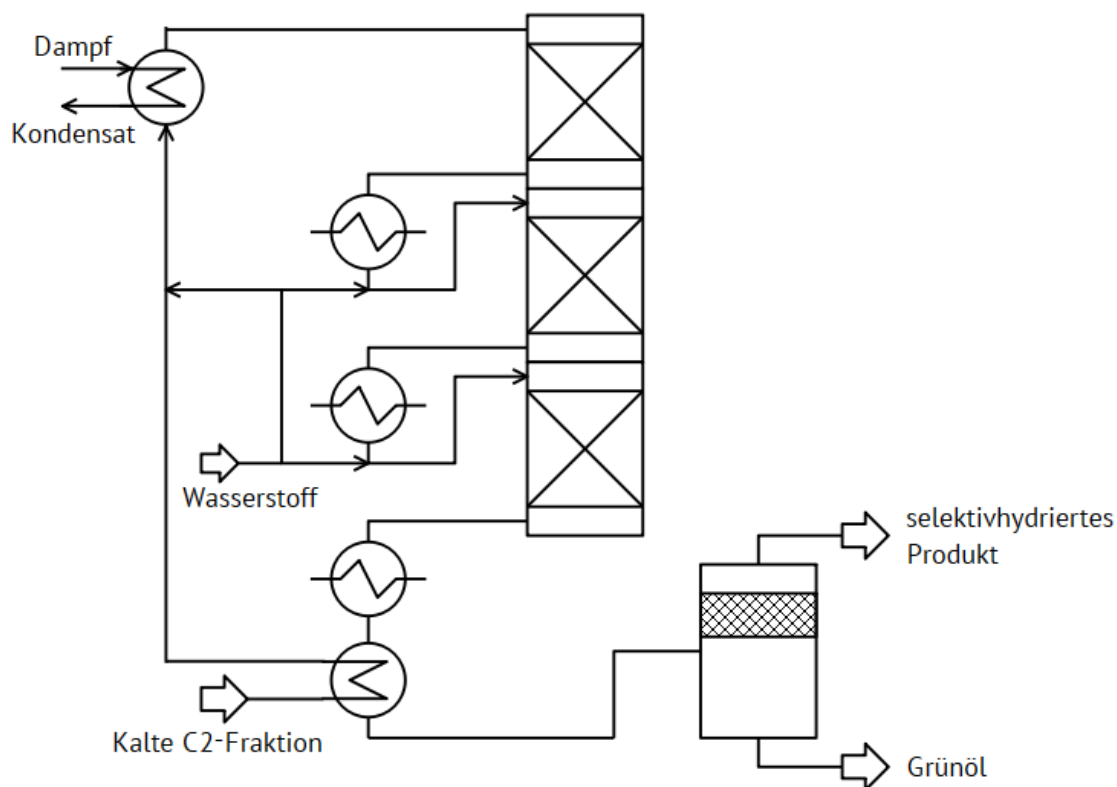 Dampf
Kondensat
Wasserstoff
selektivhydriertes
Produkt
Kalte C2-Fraktion
Grünöl